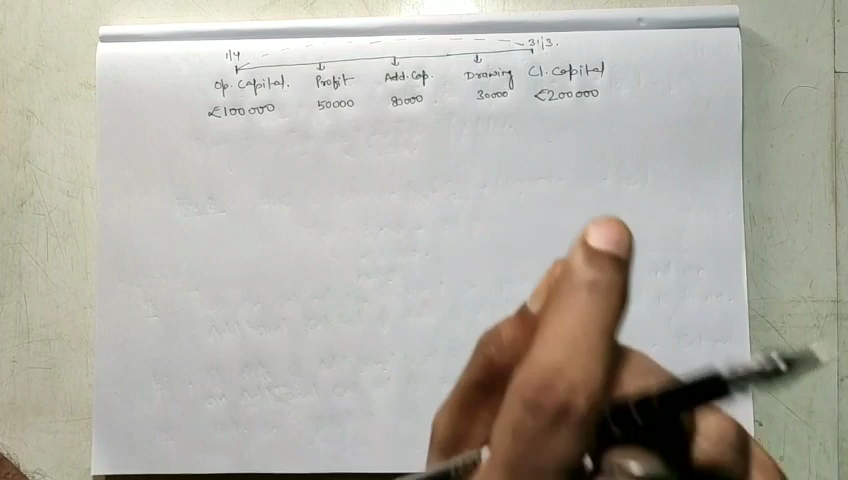 1/4 31/3.
Op. Capital. Profit Add. Cap. Drawing Cl. Capital
₹100000 50000 80000 30000 ₹200000